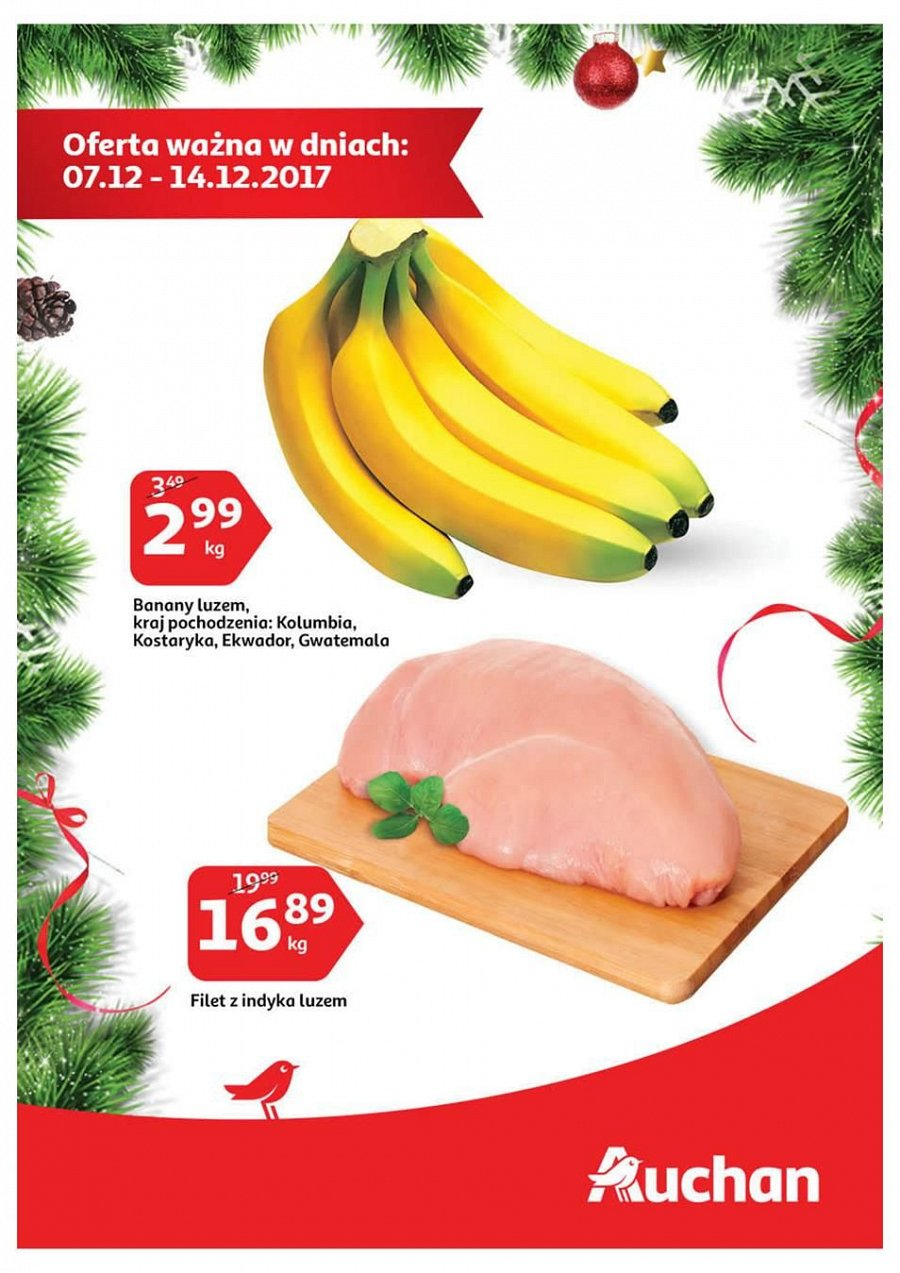 Oferta ważna w dniach:
07.12 - 14.12.2017
3 49
2 99
kg
Banany luzem,
kraj pochodzenia: Kolumbia,
Kostaryka, Ekwador, Gwatemala
19 99
16 89
kg
Filet z indyka luzem
Auchan